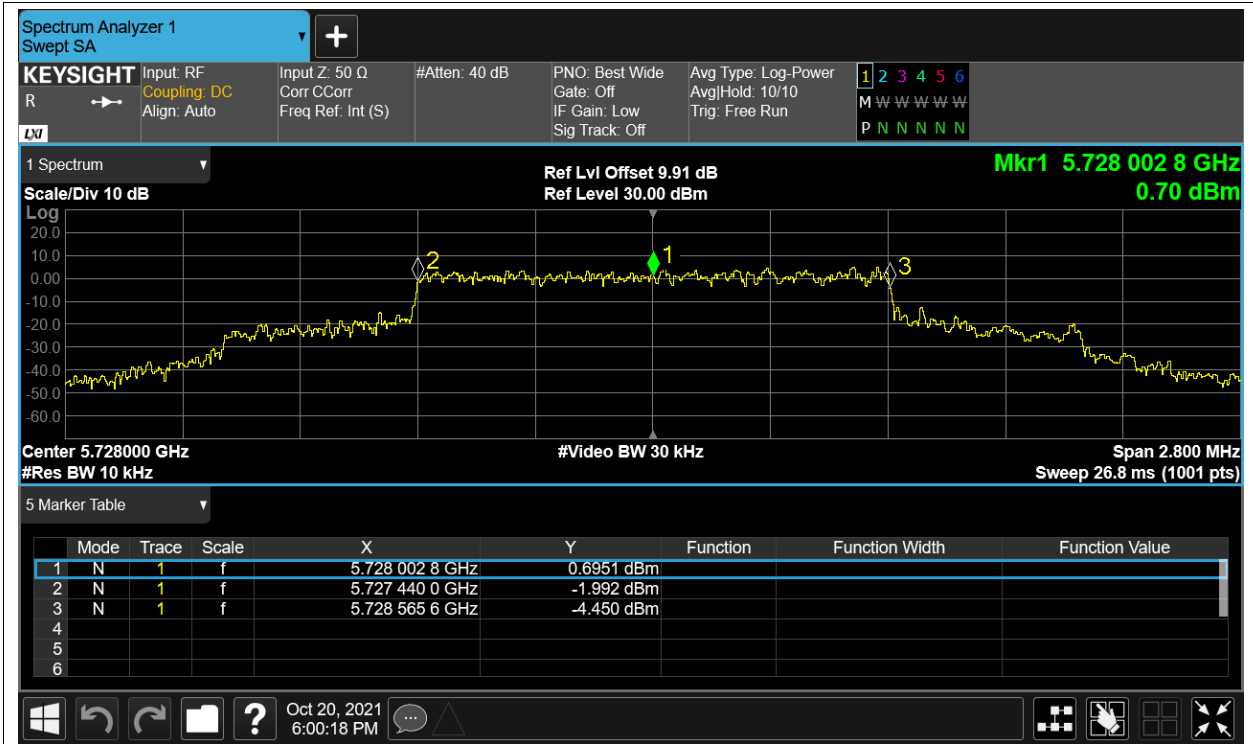 Spectrum Analyzer 1
Swept SA
+
KEYSIGHT Input: RF Input Z: 50 Ω #Atten: 40 dB PNO: Best Wide Avg Type: Log-Power 1 2 3 4 5 6
R Coupling: DC Corr CCorr Gate: Off Avg|Hold: 10/10 M W W W W W
Align: Auto Freq Ref: Int (S) IF Gain: Low Trig: Free Run
LXI Sig Track: Off P N N N N N
1 Spectrum Ref Lvl Offset 9.91 dB Mkr1 5.728 002 8 GHz
Scale/Div 10 dB Ref Level 30.00 dBm 0.70 dBm
Log
20.0
10.0
2 1 3
0.00
-10.0
-20.0
-30.0
-40.0
-50.0
-60.0
Center 5.728000 GHz #Video BW 30 kHz Span 2.800 MHz
#Res BW 10 kHz Sweep 26.8 ms (1001 pts)
5 Marker Table
Mode Trace Scale X Y Function Function Width Function Value
1 N 1 f 5.728 002 8 GHz 0.6951 dBm
2 N 1 f 5.727 440 0 GHz -1.992 dBm
3 N 1 f 5.728 565 6 GHz -4.450 dBm
4
5
6
? Oct 20, 2021
6:00:18 PM